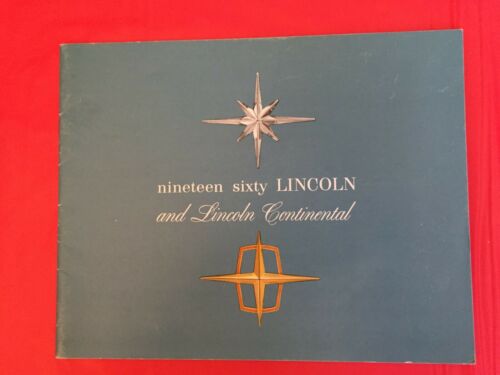 nineteen sixty LINCOLN
and Lincoln Continental